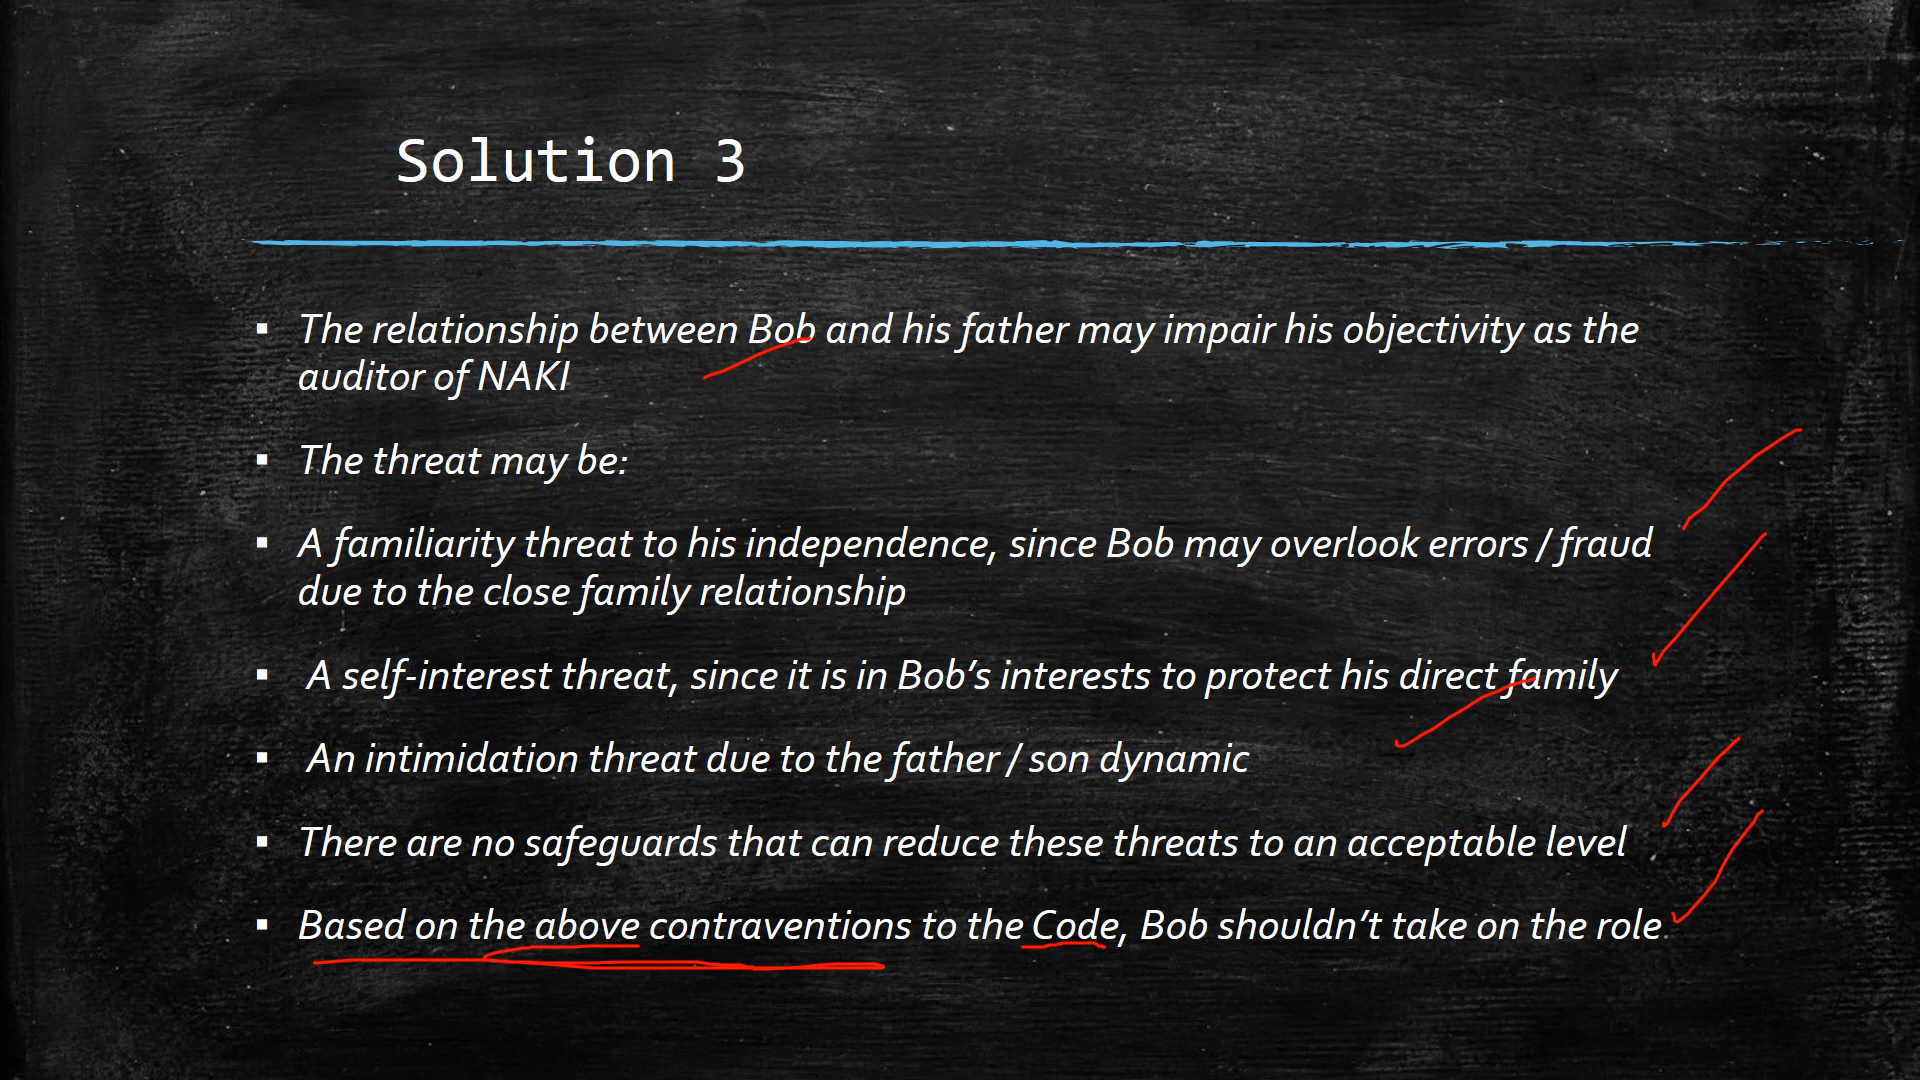 Solution 3
▪ The relationship between Bob and his father may impair his objectivity as the
auditor of NAKI
▪ The threat may be:
▪ A familiarity threat to his independence, since Bob may overlook errors / fraud
due to the close family relationship
▪ A self-interest threat, since it is in Bob’s interests to protect his direct family
▪ An intimidation threat due to the father / son dynamic
▪ There are no safeguards that can reduce these threats to an acceptable level
▪ Based on the above contraventions to the Code, Bob shouldn’t take on the role.